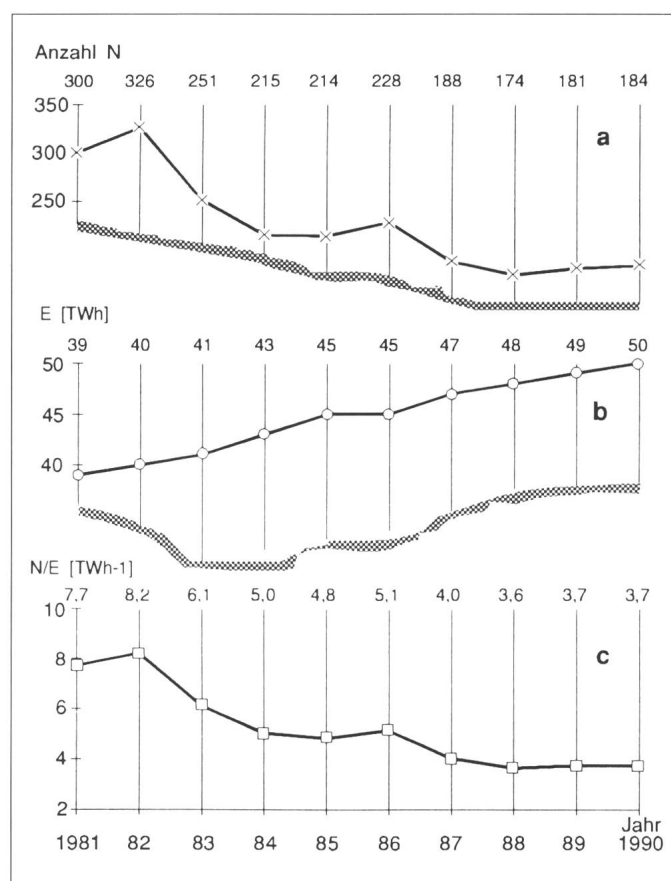 Anzahl N
300 326 251 215 214 228 188 174 181 184
350
a
300
250
E [TWh]
39 40 41 43 45 45 47 48 49 50
50
45
b
40
N/E [TWh-1]
7,7 8,2 6,1 5,0 4,8 5,1 4,0 3,6 3,7 3,7
10
c
8
6
4
2
Jahr
1981 82 83 84 85 86 87 88 89 1990